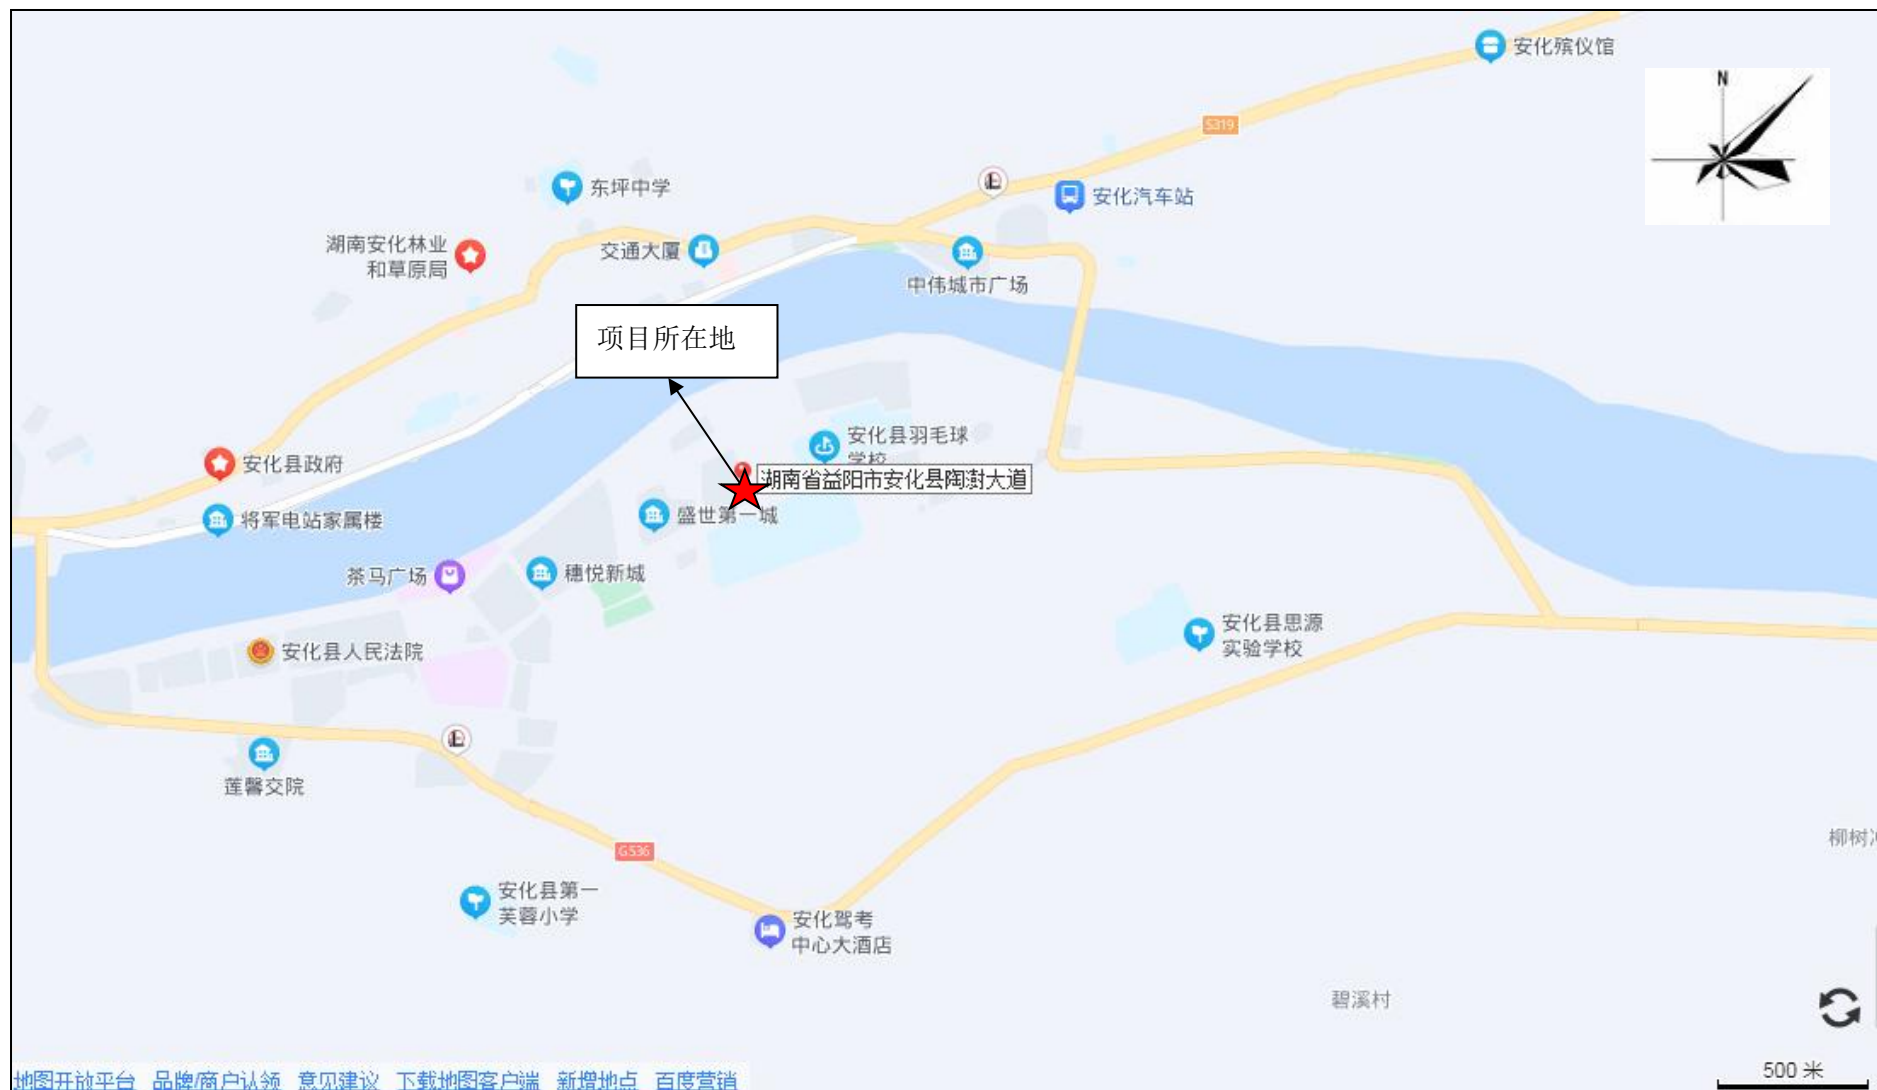 安化殡仪馆
N
S319
东坪中学
安化汽车站
湖南安化林业
和草原局
交通大厦
中伟城市广场
项目所在地
安化县羽毛球
学校
安化县政府
湖南省益阳市安化县陶澍大道
将军电站家属楼
盛世第一城
茶马广场
穗悦新城
安化县思源
实验学校
安化县人民法院
莲馨交院
柳树
G536
安化县第一
芙蓉小学
安化驾考
中心大酒店
碧溪村
500 米
地图开放平台 品牌/商户认领 意见建议 下载地图客户端 新增地点 百度营销